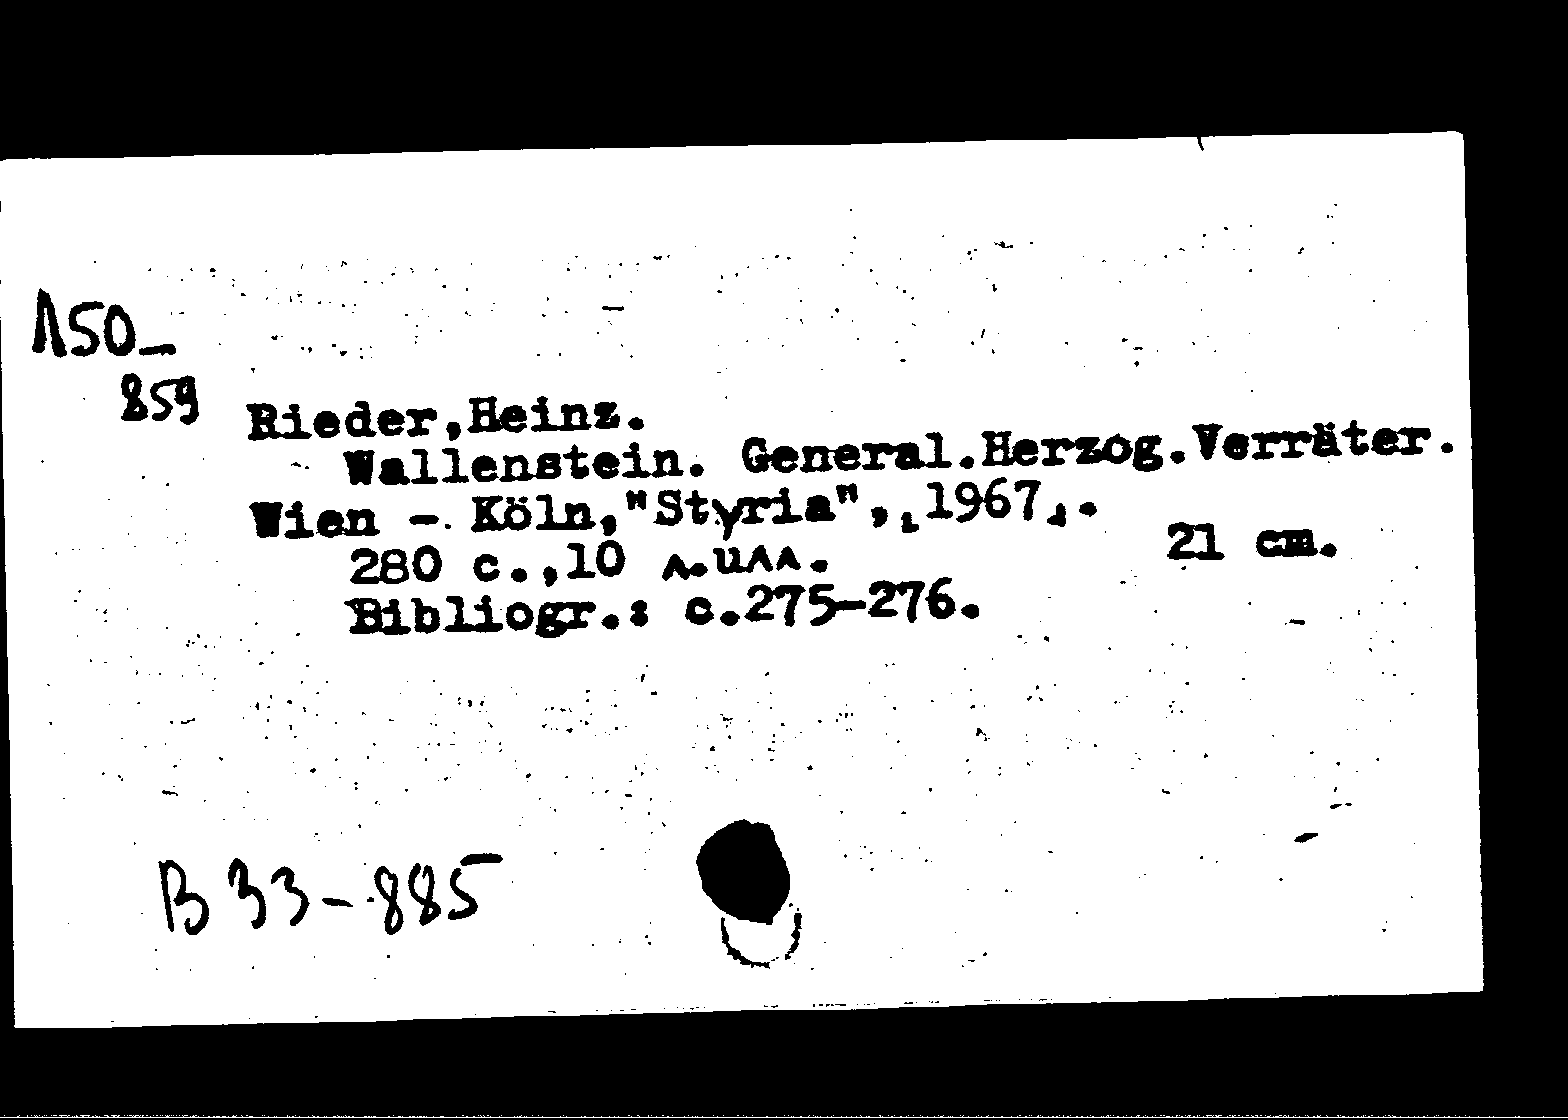 Л50-
859
Rieder,Heinz.
Wallenstein. General.Herzog.Verräter.
Wien - Köln,"Styria",[1967].
280 с.,10 л.илл. 21 cm.
Bibliogr.: с.275-276.
В 33-885